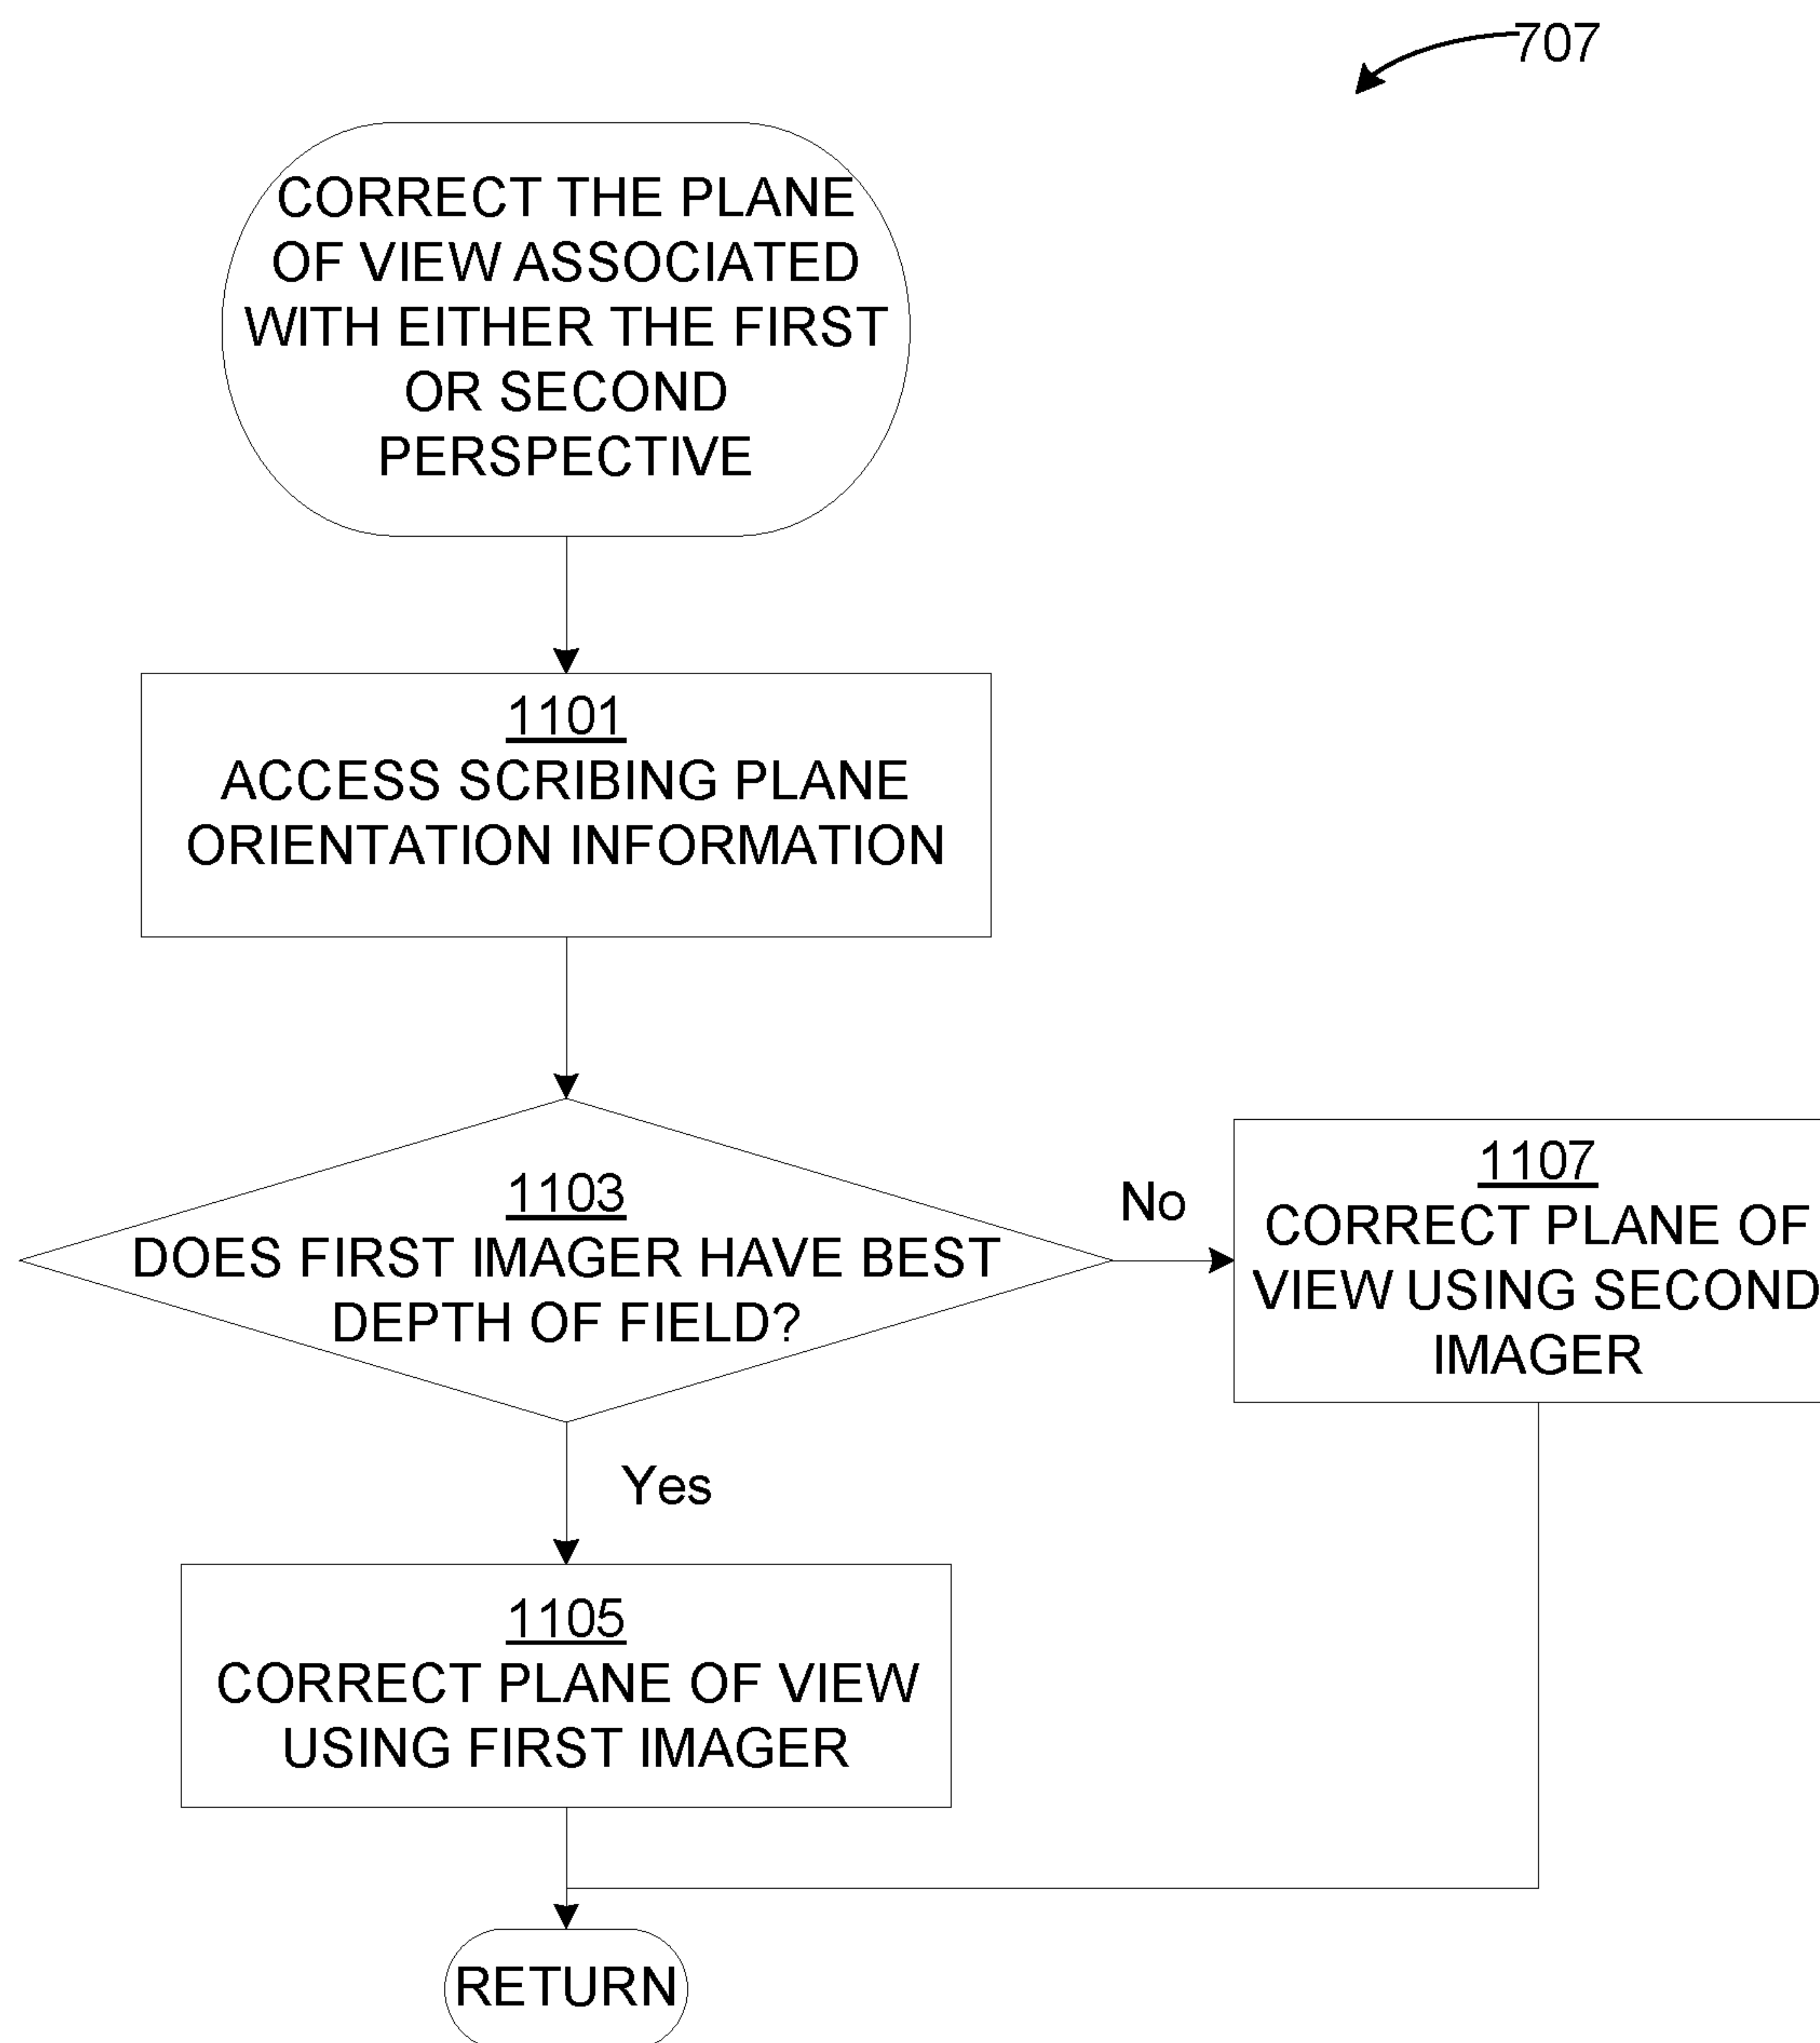 707
CORRECT THE PLANE
OF VIEW ASSOCIATED
WITH EITHER THE FIRST
OR SECOND
PERSPECTIVE
1101
ACCESS SCRIBING PLANE
ORIENTATION INFORMATION
1103
DOES FIRST IMAGER HAVE BEST
DEPTH OF FIELD?
No
1107
CORRECT PLANE OF
VIEW USING SECOND
IMAGER
Yes
1105
CORRECT PLANE OF VIEW
USING FIRST IMAGER
RETURN